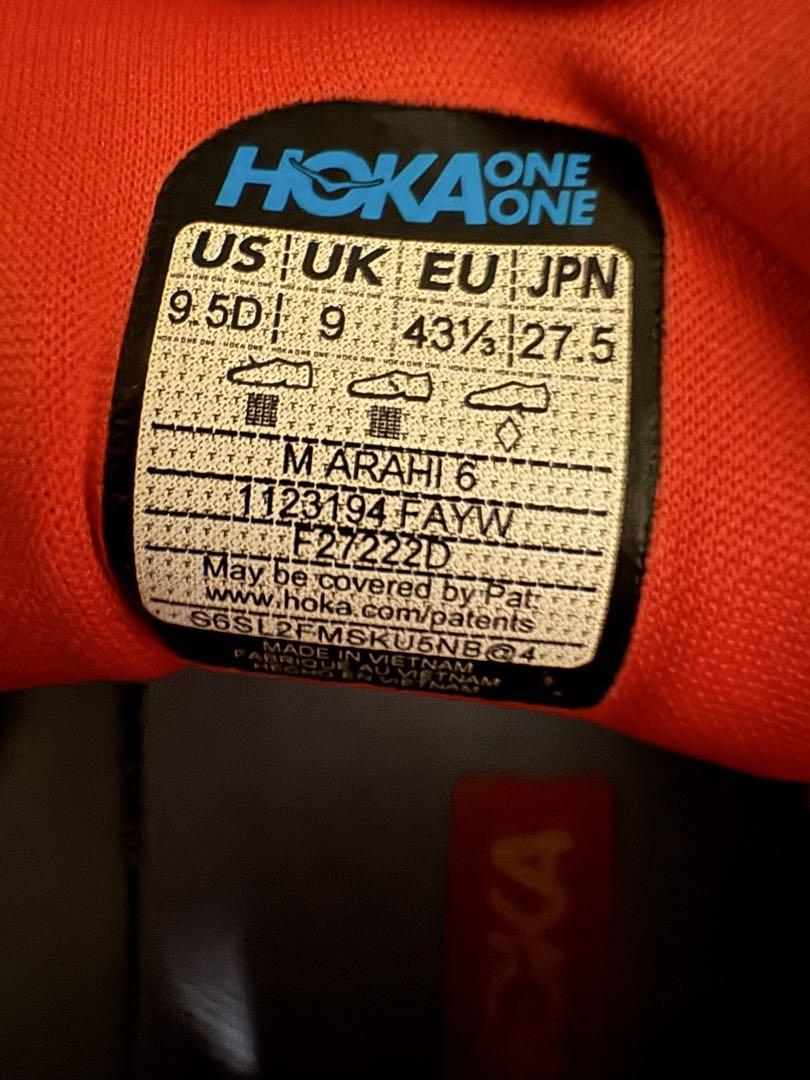 HOKA ONE ONE
US UK EU JPN
9.5D 9 43⅓ 27.5
M ARAHI 6
1123194 FAYW
F27222D
May be covered by Pat:
www.hoka.com/patents
S6SL2FMSKU5NB@4
MADE IN VIETNAM
FABRIQUE AU VIETNAM
HECHO EN VIETNAM
HOKA